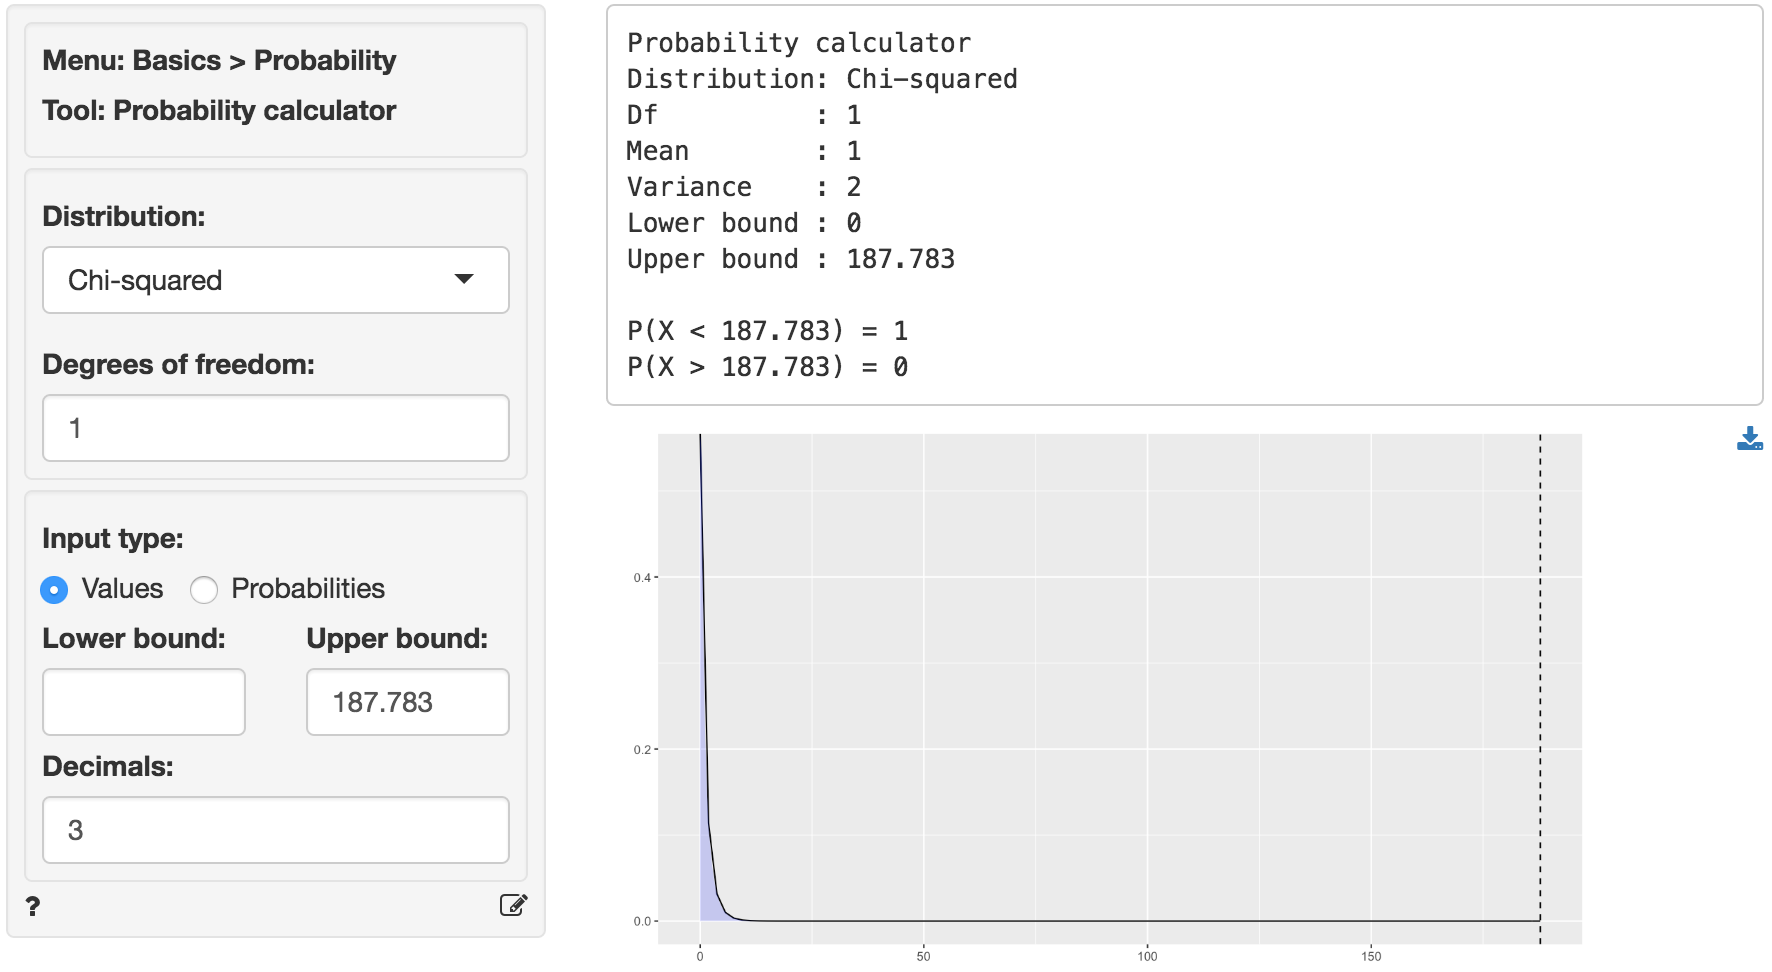 Menu: Basics > Probability
Tool: Probability calculator
Distribution:
Chi-squared
Degrees of freedom:
1
Input type:
Values Probabilities
Lower bound: Upper bound:
187.783
Decimals:
3
?
Probability calculator
Distribution: Chi-squared
Df : 1
Mean : 1
Variance : 2
Lower bound : 0
Upper bound : 187.783
P(X < 187.783) = 1
P(X > 187.783) = 0
0.4
0.2
0.0
0 50 100 150